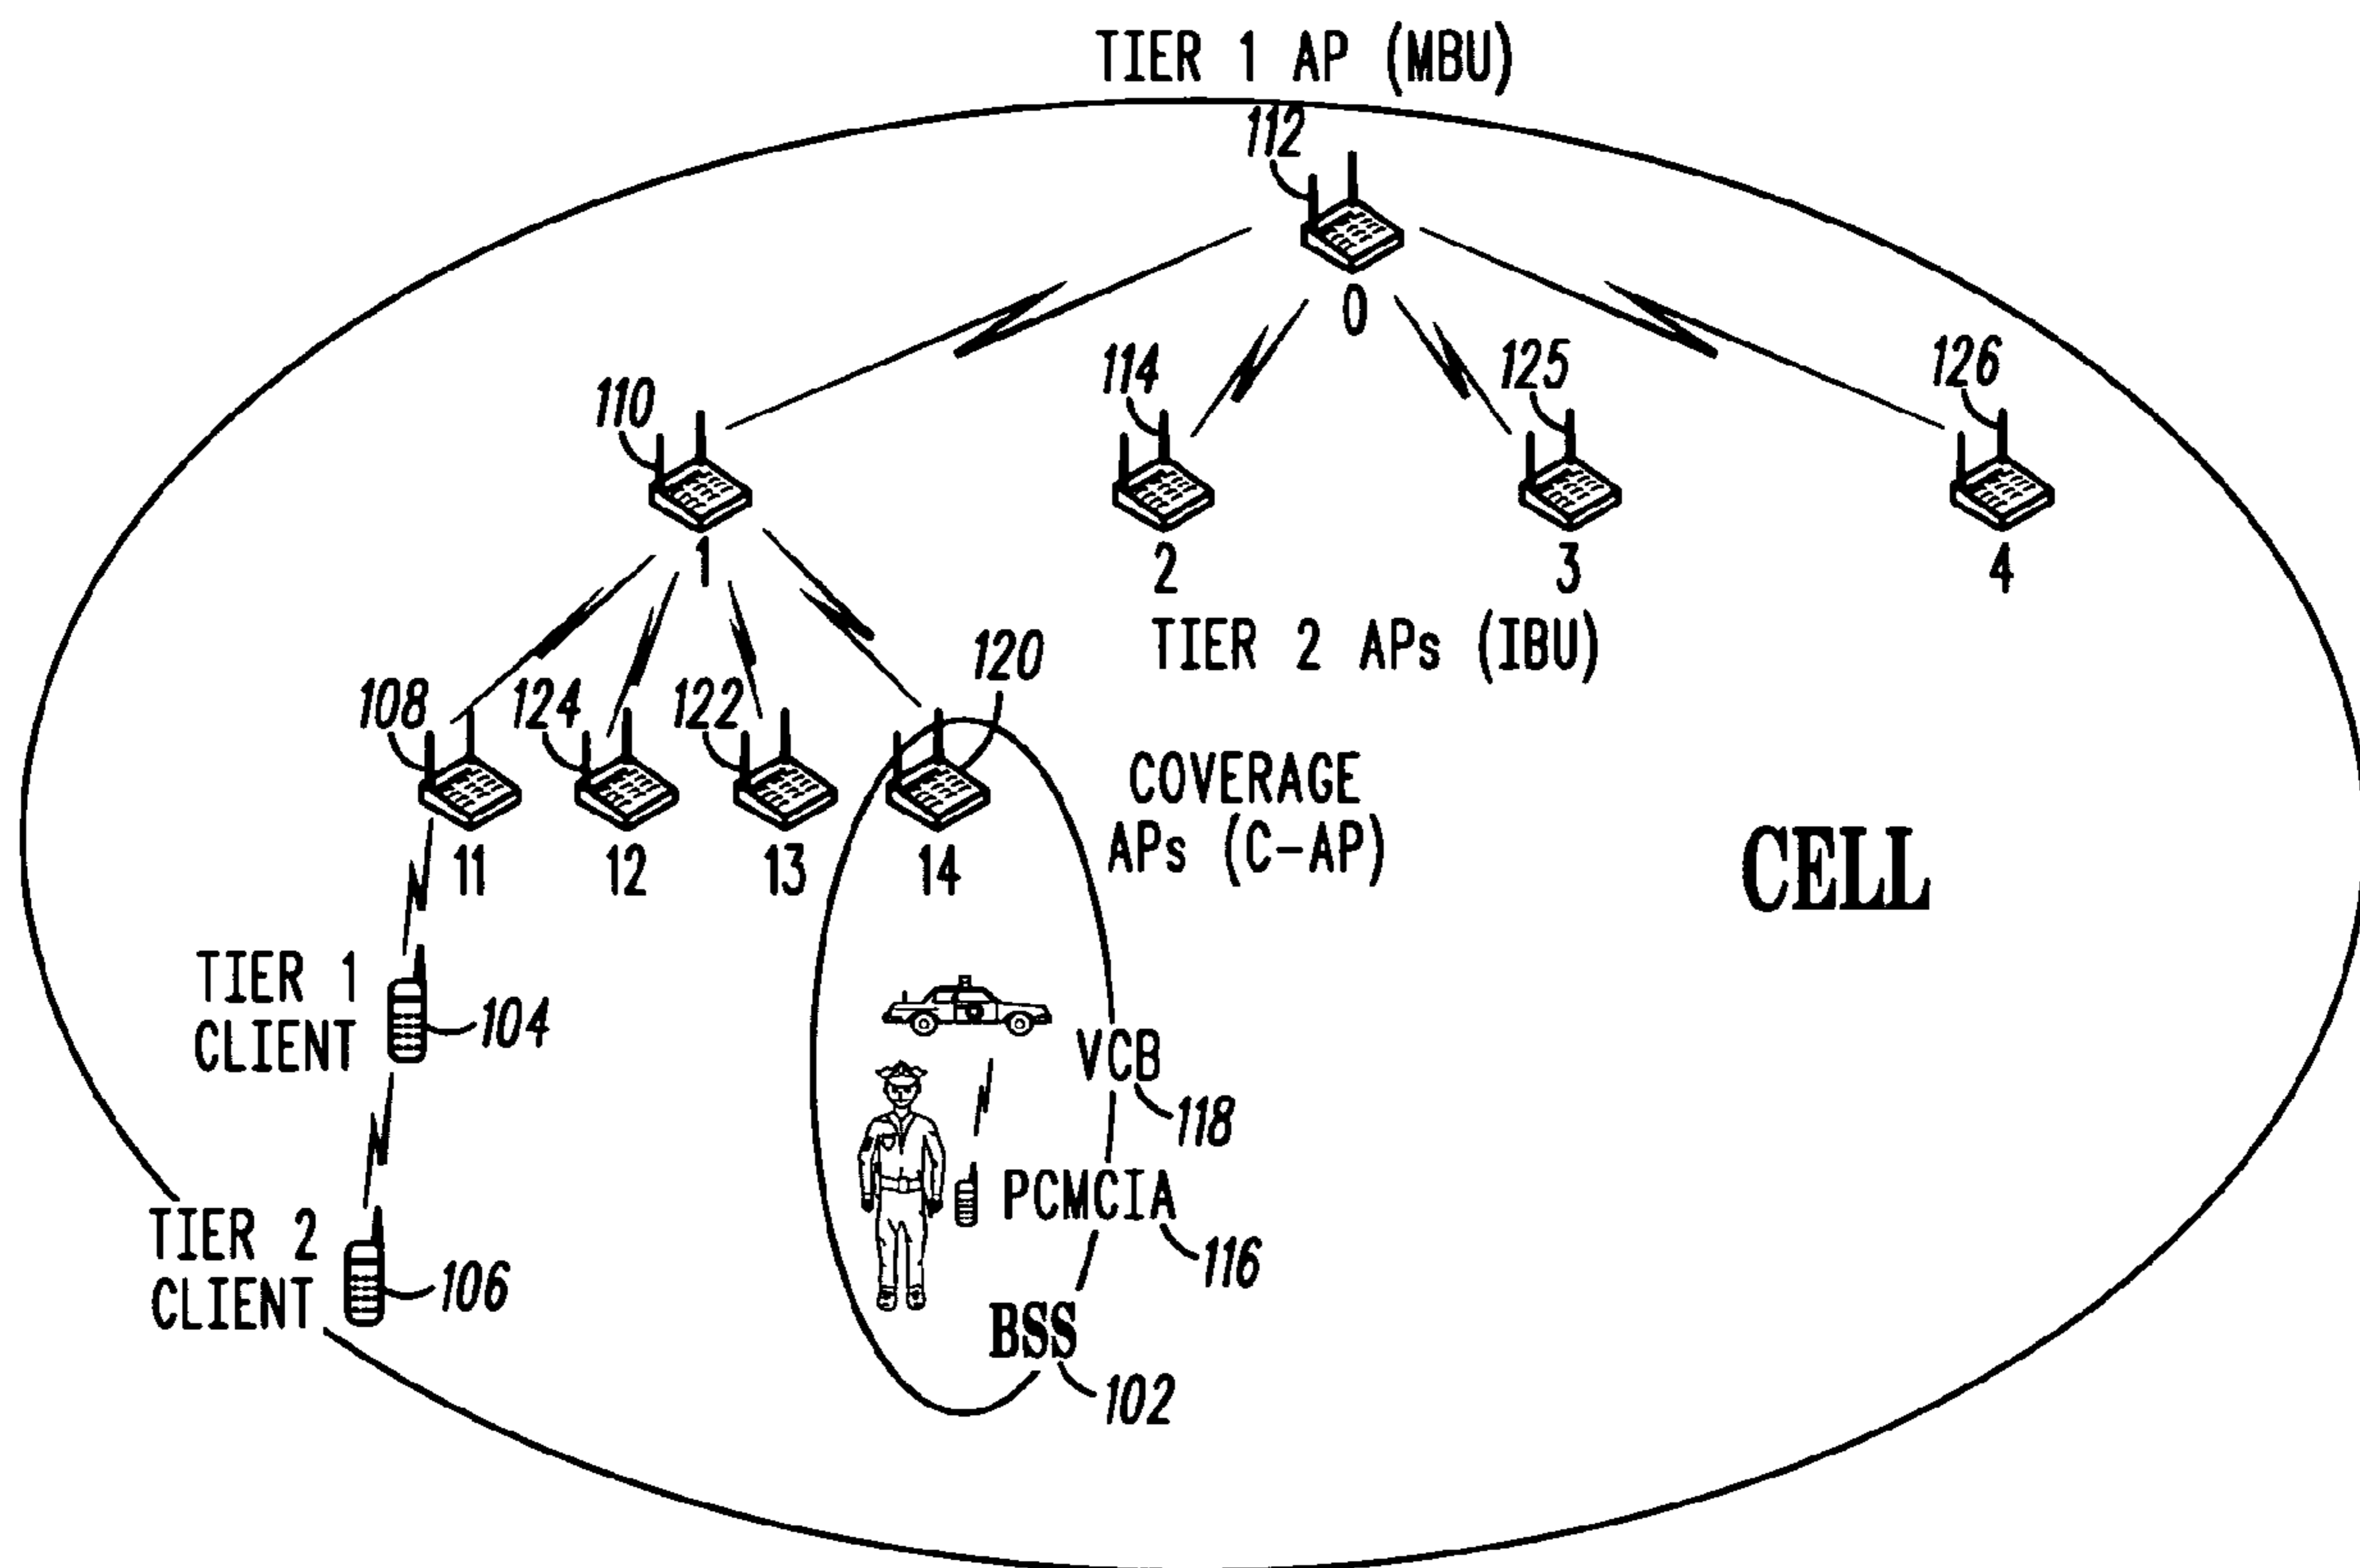 TIER 1 AP (MBU)
112
0
110
114
125
126
1
2
3
4
TIER 2 APs (IBU)
120
108
124
122
COVERAGE
APs (C-AP)
11
12
13
14
CELL
TIER 1
CLIENT
104
VCB
118
PCMCIA
116
TIER 2
CLIENT
106
BSS
102